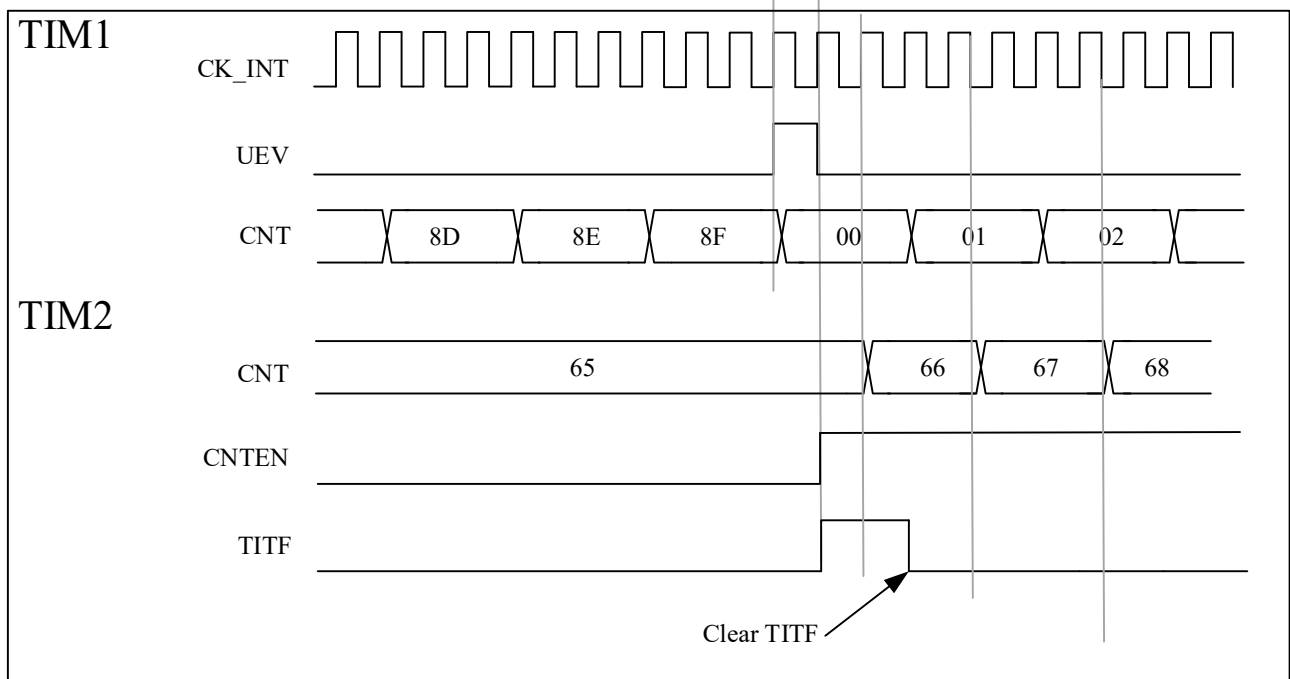 TIM1
CK_INT
UEV
CNT 8D 8E 8F 00 01 02
TIM2
CNT 65 66 67 68
CNTEN
TITF
Clear TITF